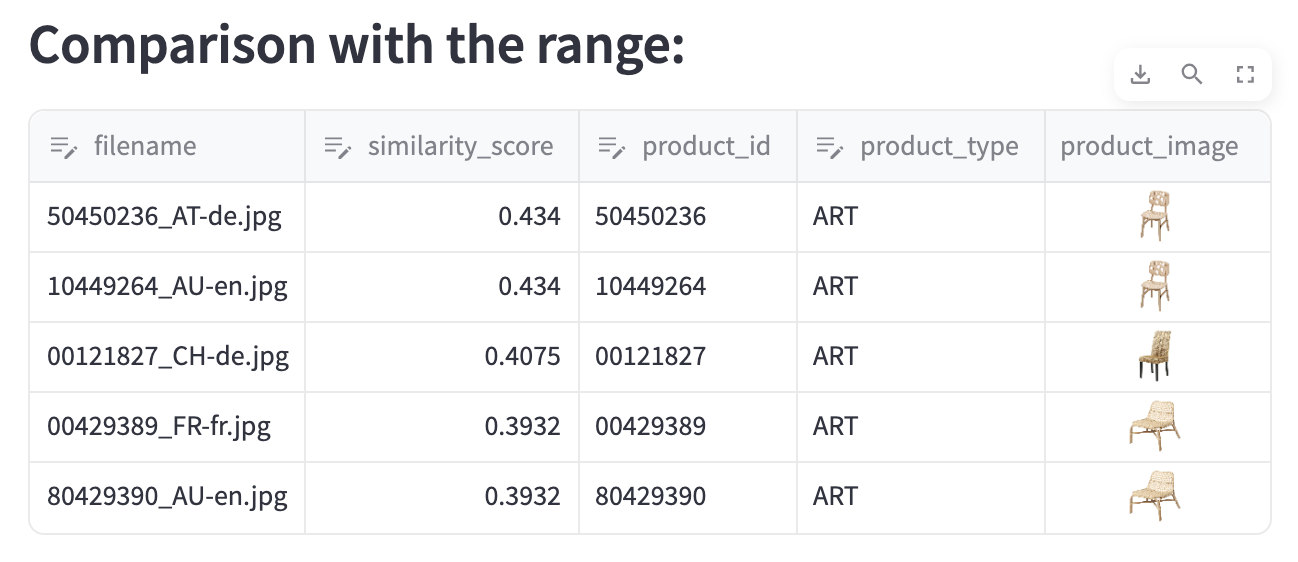 Comparison with the range:
filename similarity_score product_id product_type product_image
50450236_AT-de.jpg 0.434 50450236 ART
10449264_AU-en.jpg 0.434 10449264 ART
00121827_CH-de.jpg 0.4075 00121827 ART
00429389_FR-fr.jpg 0.3932 00429389 ART
80429390_AU-en.jpg 0.3932 80429390 ART